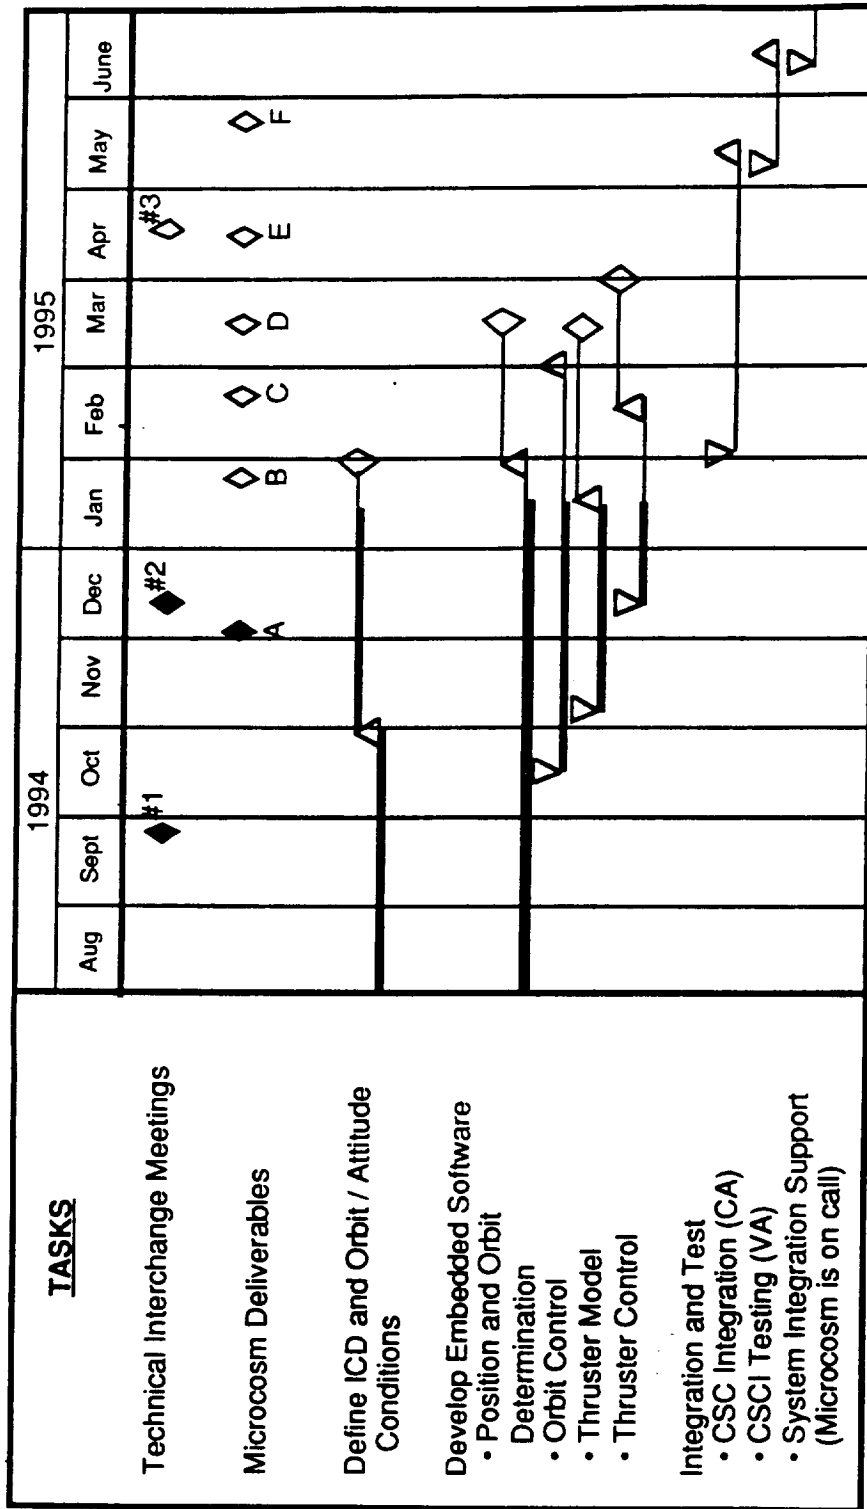 TASKS
1994
1995
Aug
Sept
Oct
Nov
Dec
Jan
Feb
Mar
Apr
May
June
Technical Interchange Meetings
#1
#2
#3
Microcosm Deliverables
A
B
C
D
E
F
Define ICD and Orbit / Attitude
Conditions
Develop Embedded Software
• Position and Orbit
Determination
• Orbit Control
• Thruster Model
• Thruster Control
Integration and Test
• CSC Integration (CA)
• CSCI Testing (VA)
• System Integration Support
(Microcosm is on call)